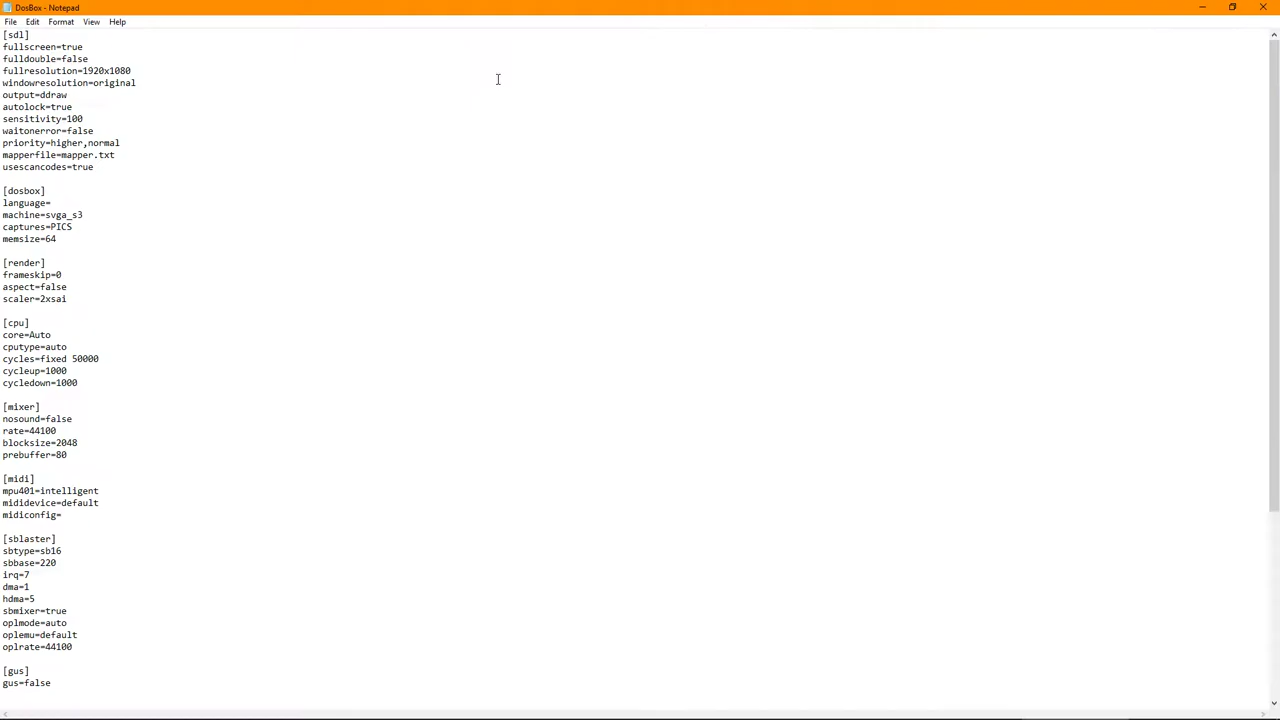 DosBox - Notepad
File Edit Format View Help
[sdl]
fullscreen=true
fulldouble=false
fullresolution=1920x1080
windowresolution=original
output=ddraw
autolock=true
sensitivity=100
waitonerror=false
priority=higher,normal
mapperfile=mapper.txt
usescancodes=true
[dosbox]
language=
machine=svga_s3
captures=PICS
memsize=64
[render]
frameskip=0
aspect=false
scaler=2xsai
[cpu]
core=Auto
cputype=auto
cycles=fixed 50000
cycleup=1000
cycledown=1000
[mixer]
nosound=false
rate=44100
blocksize=2048
prebuffer=80
[midi]
mpu401=intelligent
mididevice=default
midiconfig=
[sblaster]
sbtype=sb16
sbbase=220
irq=7
dma=1
hdma=5
sbmixer=true
oplmode=auto
oplemu=default
oplrate=44100
[gus]
gus=false